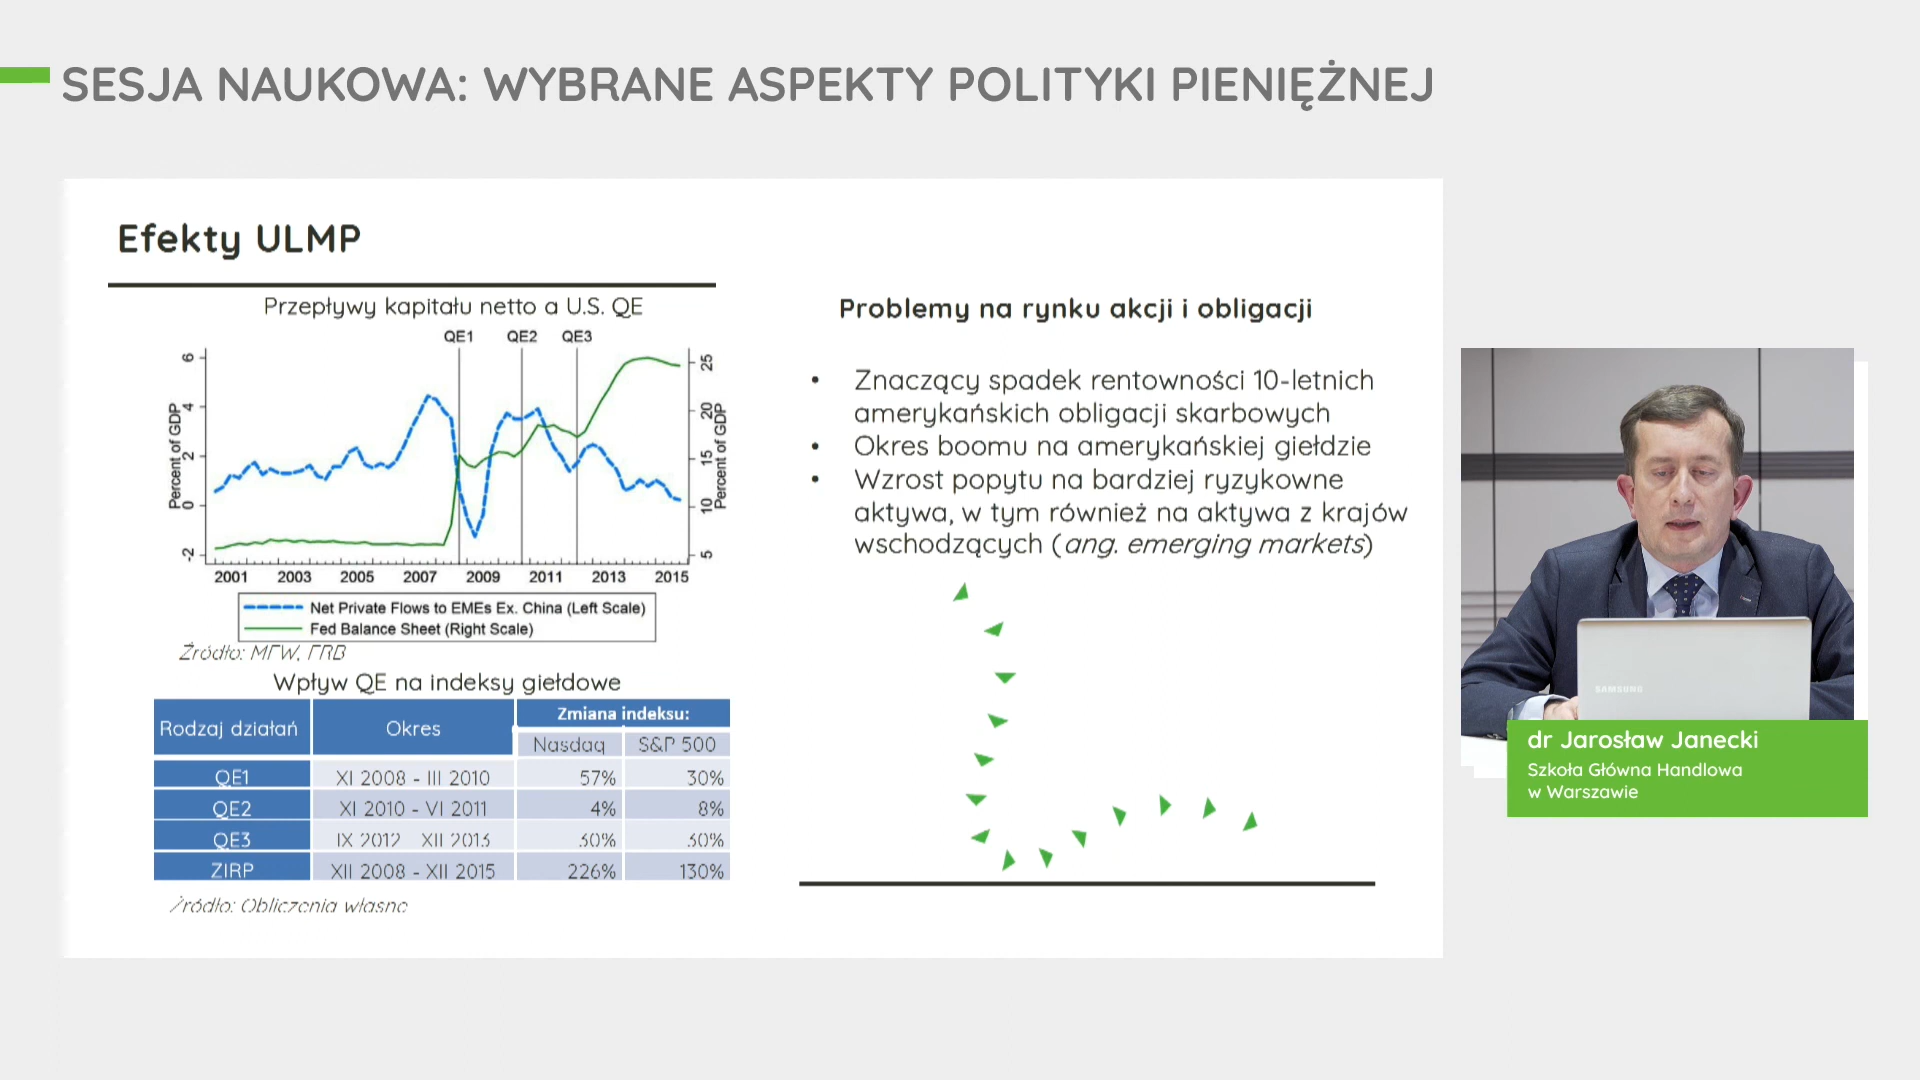 SESJA NAUKOWA: WYBRANE ASPEKTY POLITYKI PIENIĘŻNEJ
Efekty ULMP
Przepływy kapitału netto a U.S. QE
QE1 QE2 QE3
6
4
2
0
-2
Percent of GDP
25
20
15
10
5
Percent of GDP
2001 2003 2005 2007 2009 2011 2013 2015
Net Private Flows to EMEs Ex. China (Left Scale)
Fed Balance Sheet (Right Scale)
Źródło: MFW, FRB
Wpływ QE na indeksy giełdowe
Rodzaj działań Okres Zmiana indeksu:
Nasdaq S&P 500
QE1 XI 2008 - III 2010 57% 30%
QE2 XI 2010 - VI 2011 4% 8%
QE3 IX 2012 XII 2013
ZIRP XII 2008 - XII 2015 226% 130%
Źródło: Obliczenia własne
Problemy na rynku akcji i obligacji
• Znaczący spadek rentowności 10-letnich
amerykańskich obligacji skarbowych
• Okres boomu na amerykańskiej giełdzie
• Wzrost popytu na bardziej ryzykowne
aktywa, w tym również na aktywa z krajów
wschodzących (ang. emerging markets)
SAMSUNG
dr Jarosław Janecki
Szkoła Główna Handlowa
w Warszawie